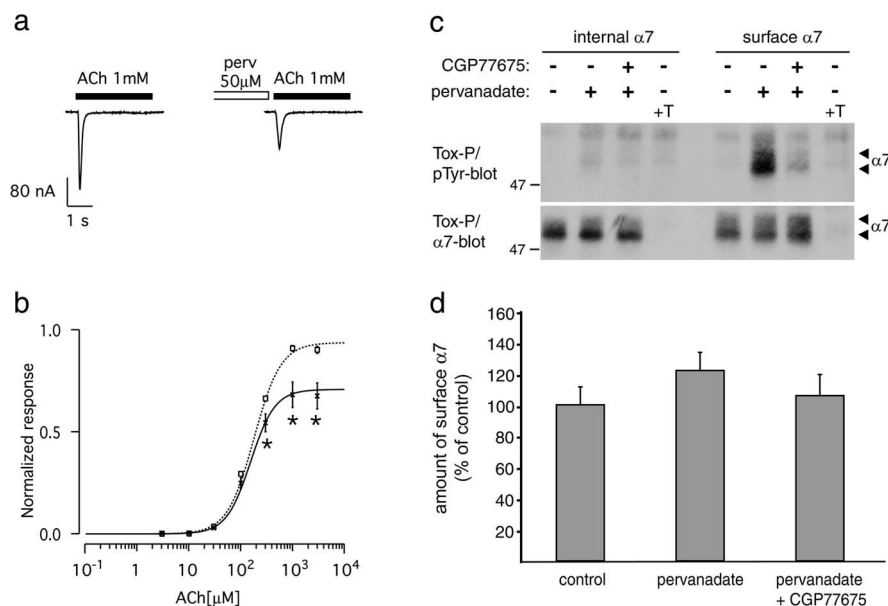 a
ACh 1mM
perv
50μM
ACh 1mM
80 nA
1 s
b
Normalized response
1.0
0.5
0.0
10-1
1
10
10²
10³
10⁴
ACh[μM]
* * *
c
internal α7
surface α7
CGP77675: - - + - - - + -
pervanadate: - + + - - + + -
+T
+T
Tox-P/
pTyr-blot
47
α7
Tox-P/
α7-blot
47
α7
d
amount of surface α7
(% of control)
160
140
120
100
80
60
40
20
control
pervanadate
pervanadate
+ CGP77675